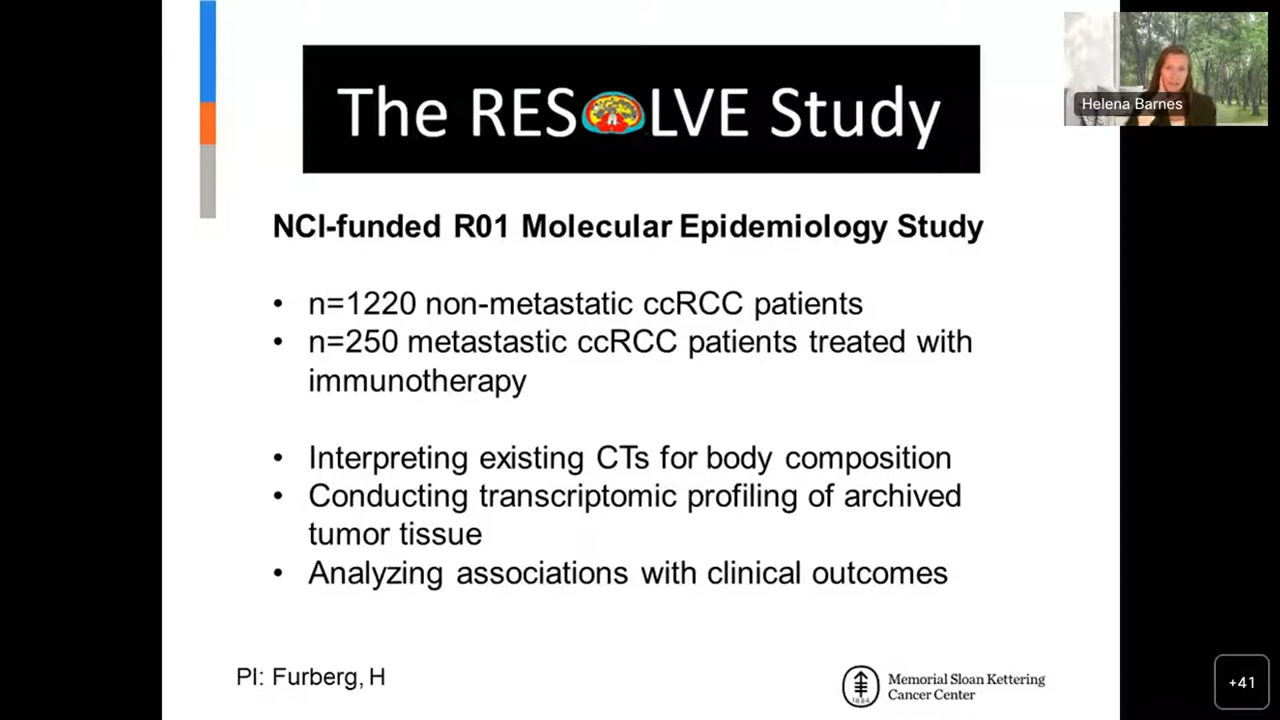 The RESOLVE Study
Helena Barnes
NCI-funded R01 Molecular Epidemiology Study
• n=1220 non-metastatic ccRCC patients
• n=250 metastastic ccRCC patients treated with
immunotherapy
• Interpreting existing CTs for body composition
• Conducting transcriptomic profiling of archived
tumor tissue
• Analyzing associations with clinical outcomes
PI: Furberg, H
1884
Memorial Sloan Kettering
Cancer Center
+41